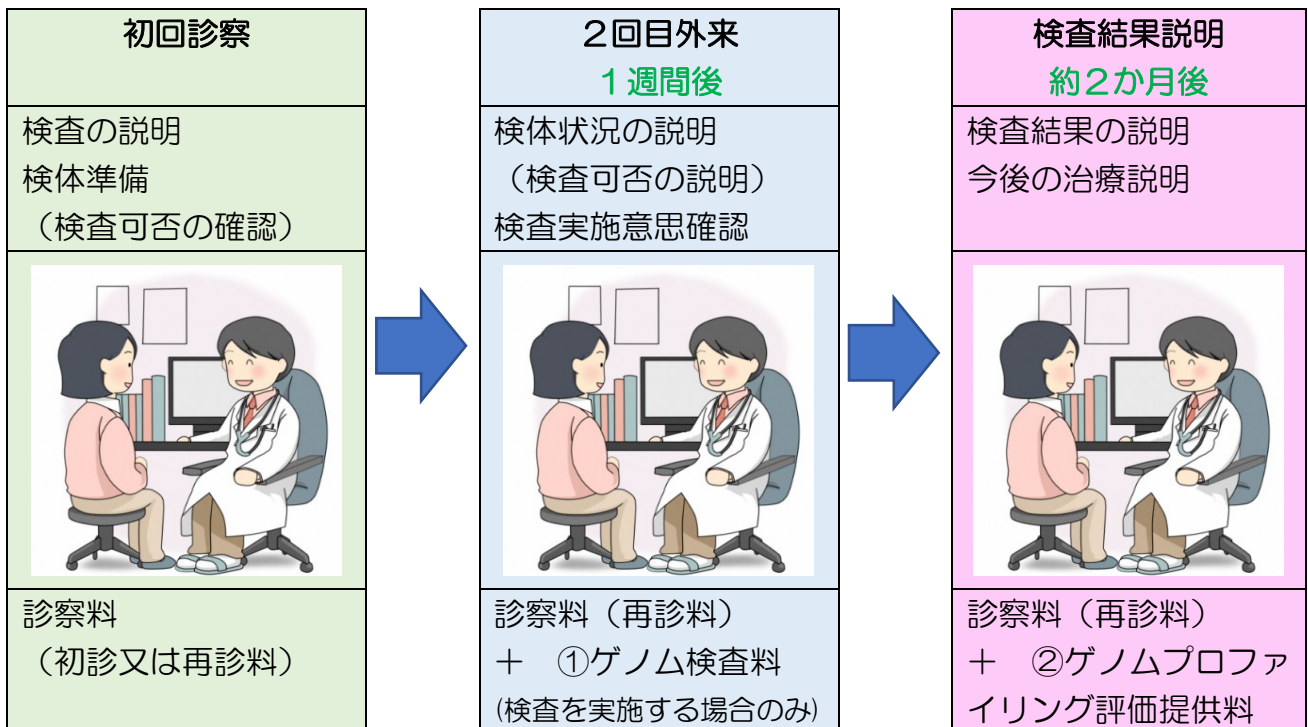 初回診察
検査の説明
検体準備
（検査可否の確認）
診察料
（初診又は再診料）
２回目外来
１週間後
検体状況の説明
（検査可否の説明）
検査実施意思確認
診察料（再診料）
＋　①ゲノム検査料
(検査を実施する場合のみ)
検査結果説明
約２か月後
検査結果の説明
今後の治療説明
診察料（再診料）
＋　②ゲノムプロファ
イリング評価提供料